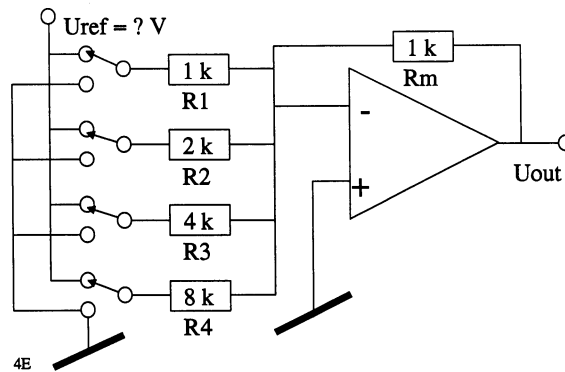 Uref = ? V
1 k
R1
2 k
R2
4 k
R3
8 k
R4
1 k
Rm
-
+
Uout
4E